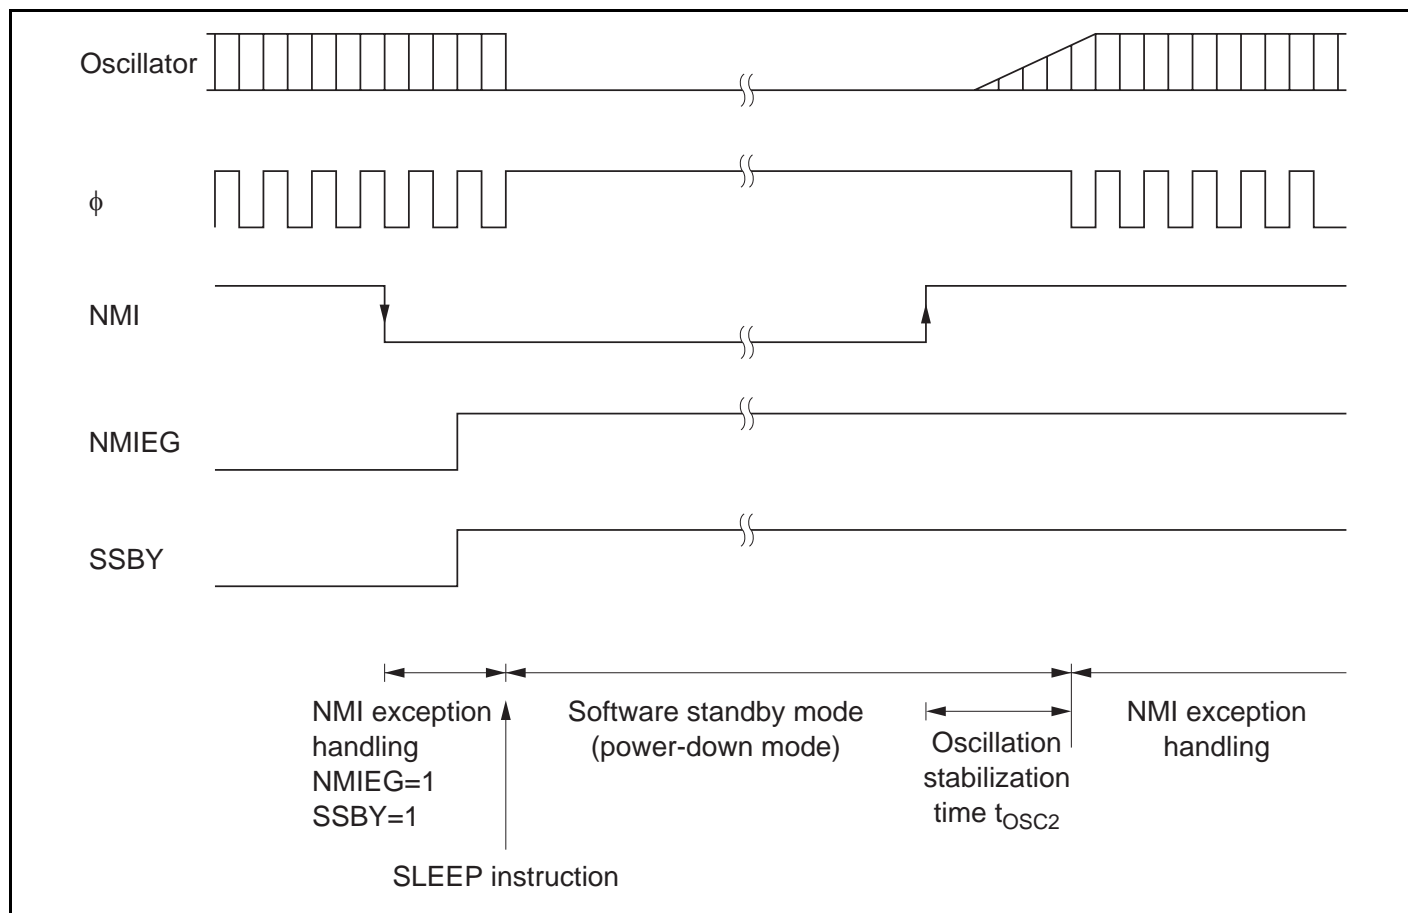 Oscillator
ϕ
NMI
NMIEG
SSBY
NMI exception
handling
NMIEG=1
SSBY=1
SLEEP instruction
Software standby mode
(power-down mode)
Oscillation
stabilization
time tOSC2
NMI exception
handling